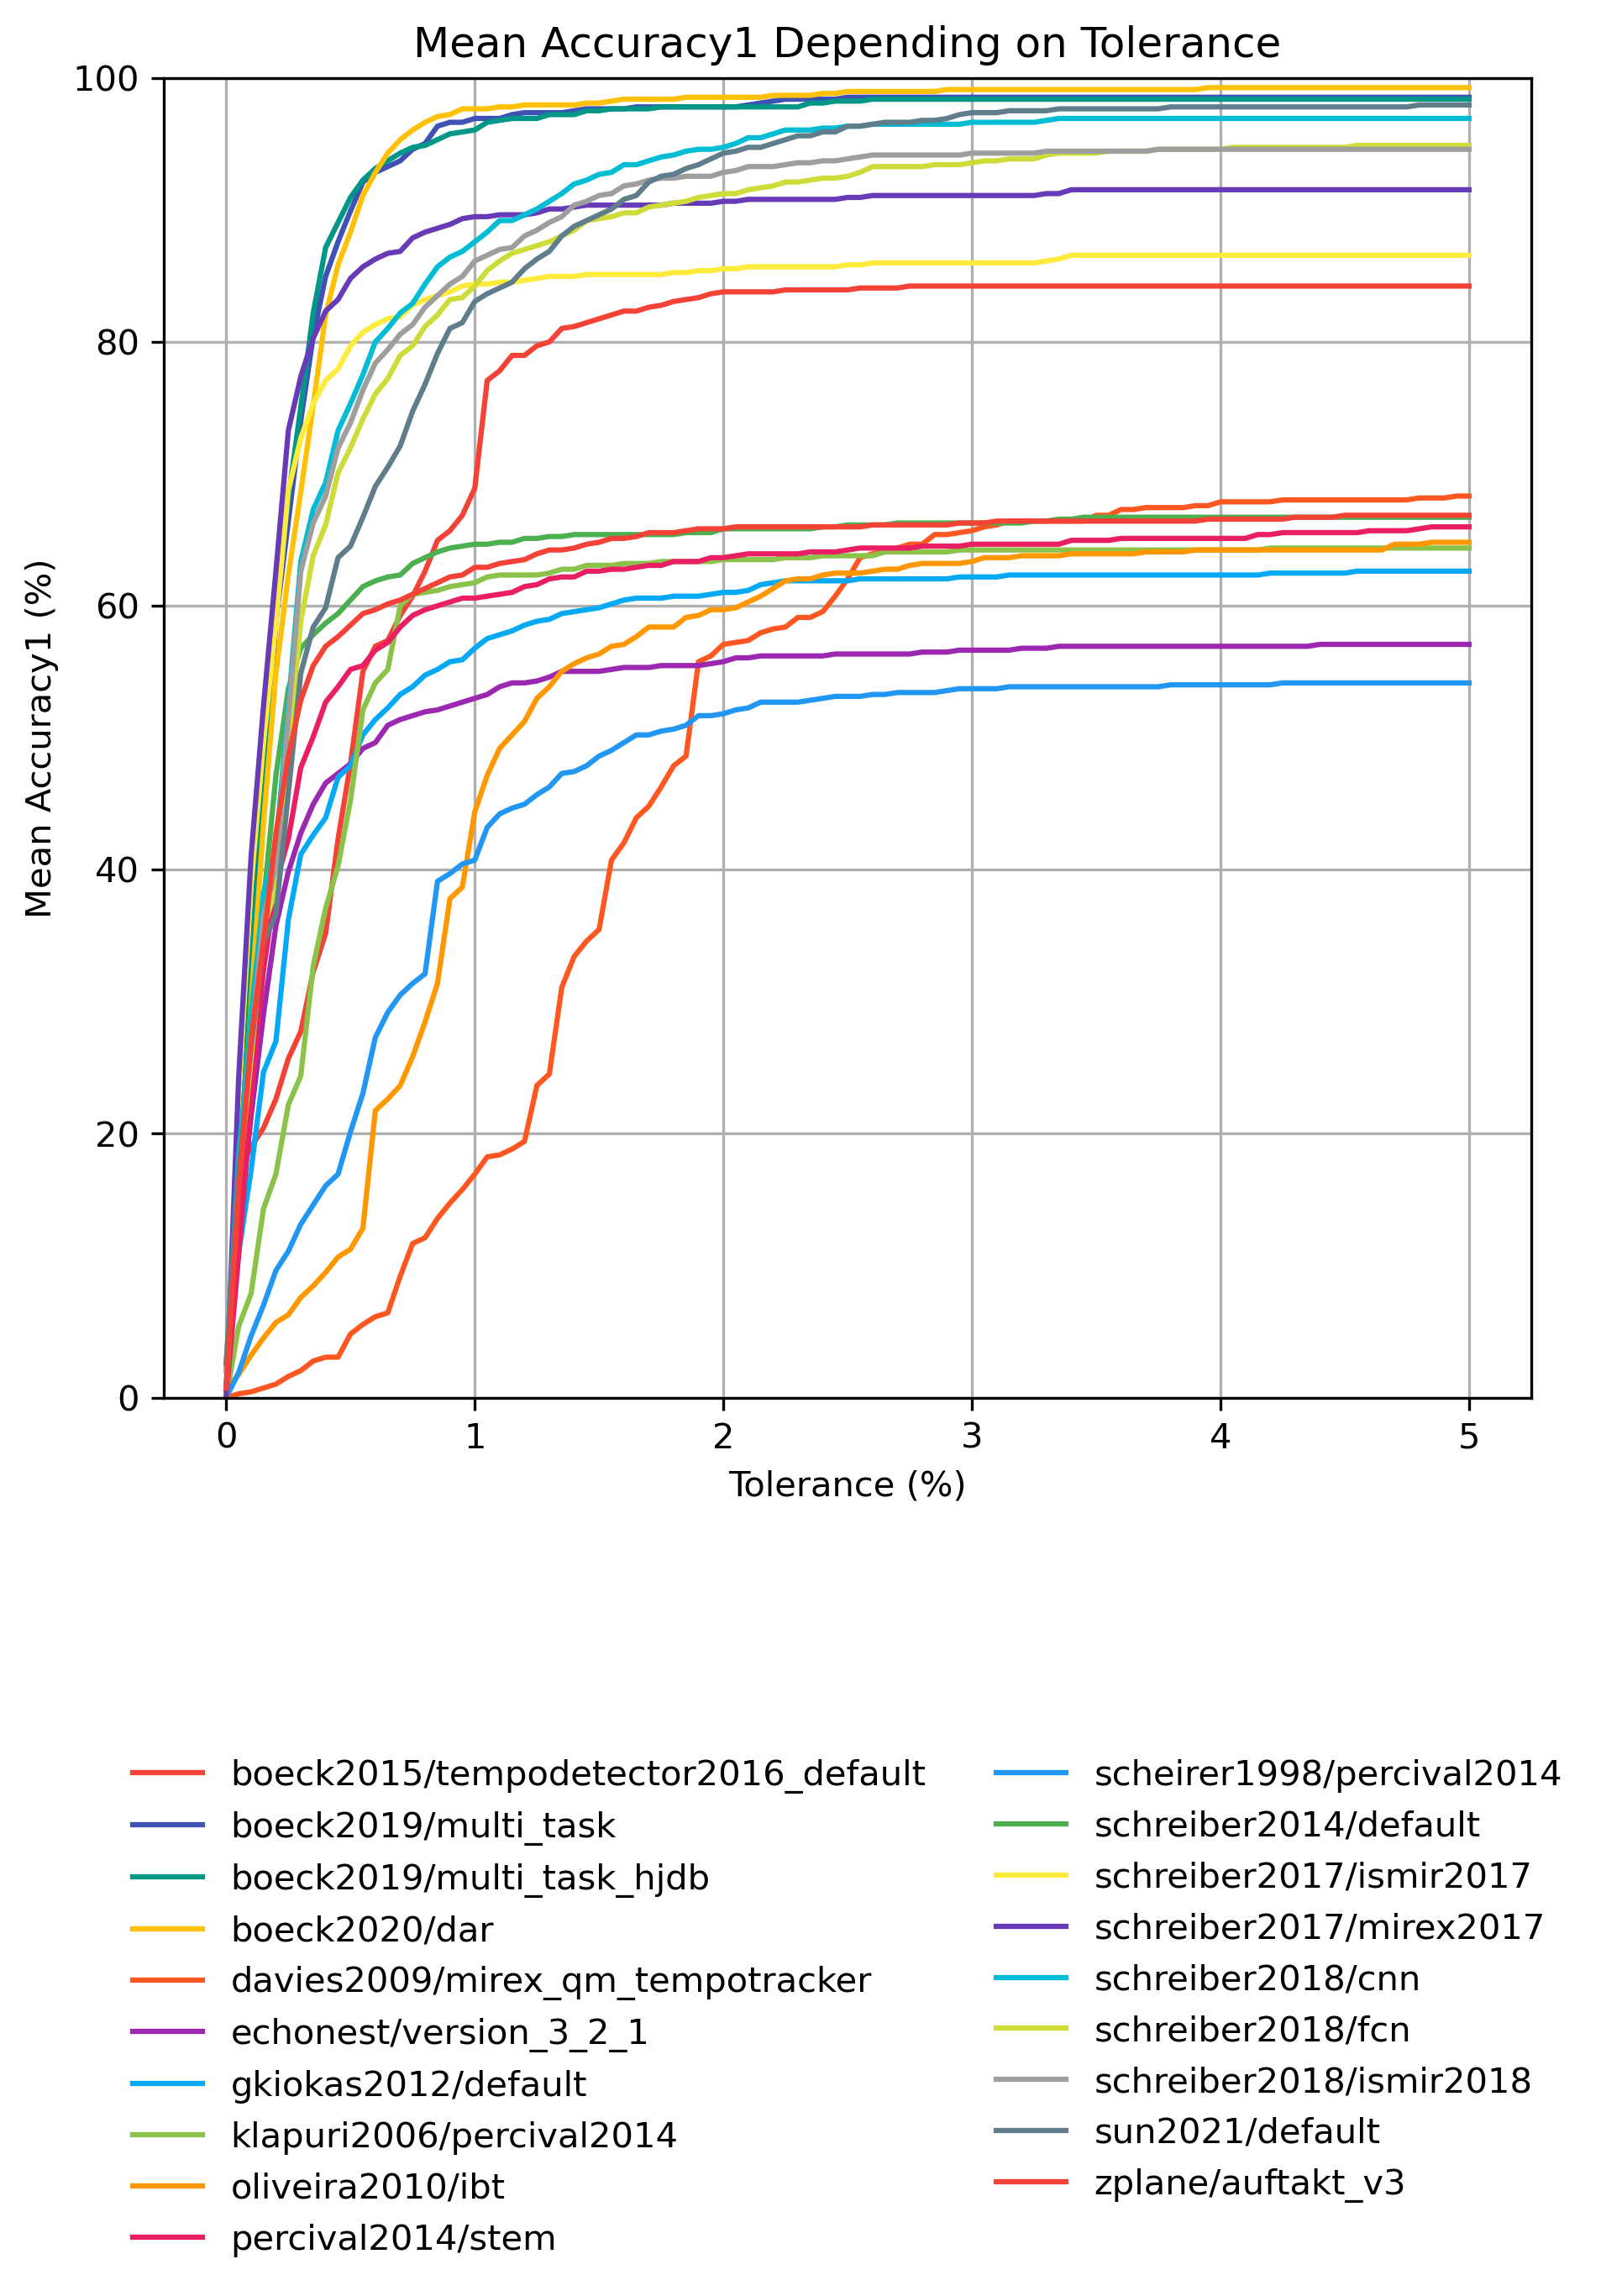 Mean Accuracy1 Depending on Tolerance
100
80
60
40
20
0
Mean Accuracy1 (%)
0 1 2 3 4 5
Tolerance (%)
boeck2015/tempodetector2016_default
boeck2019/multi_task
boeck2019/multi_task_hjdb
boeck2020/dar
davies2009/mirex_qm_tempotracker
echonest/version_3_2_1
gkiokas2012/default
klapuri2006/percival2014
oliveira2010/ibt
percival2014/stem
scheirer1998/percival2014
schreiber2014/default
schreiber2017/ismir2017
schreiber2017/mirex2017
schreiber2018/cnn
schreiber2018/fcn
schreiber2018/ismir2018
sun2021/default
zplane/auftakt_v3